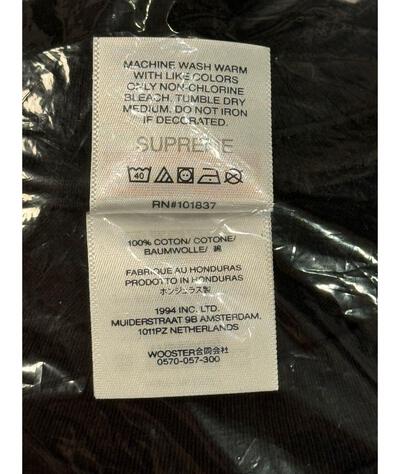 MACHINE WASH WARM
WITH LIKE COLORS
ONLY NON-CHLORINE
BLEACH. TUMBLE DRY
MEDIUM. DO NOT IRON
IF DECORATED.
SUPREME
40
RN#101837
100% COTON/ COTONE/
BAUMWOLLE/ 綿
FABRIQUE AU HONDURAS
PRODOTTO IN HONDURAS
ホンジュラス製
1994 INC. LTD.
MUIDERSTRAAT 9B AMSTERDAM,
1011PZ NETHERLANDS
WOOSTER合同会社
0570-057-300